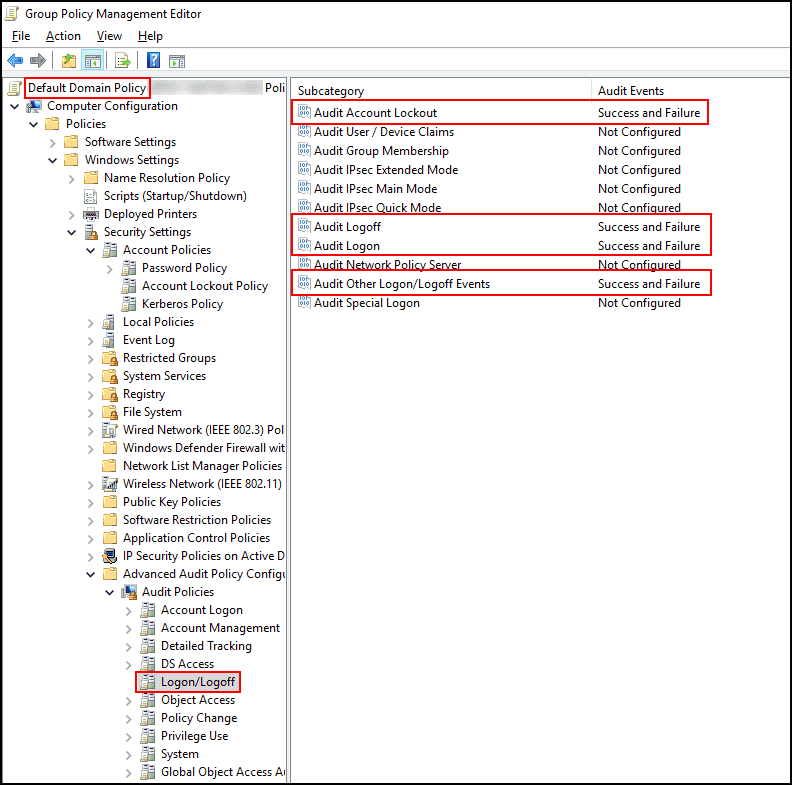 Group Policy Management Editor
File Action View Help
Default Domain Policy Poli
Computer Configuration
Policies
Software Settings
Windows Settings
Name Resolution Policy
Scripts (Startup/Shutdown)
Deployed Printers
Security Settings
Account Policies
Password Policy
Account Lockout Policy
Kerberos Policy
Local Policies
Event Log
Restricted Groups
System Services
Registry
File System
Wired Network (IEEE 802.3) Pol
Windows Defender Firewall wit
Network List Manager Policies
Wireless Network (IEEE 802.11)
Public Key Policies
Software Restriction Policies
Application Control Policies
IP Security Policies on Active D
Advanced Audit Policy Configu
Audit Policies
Account Logon
Account Management
Detailed Tracking
DS Access
Logon/Logoff
Object Access
Policy Change
Privilege Use
System
Global Object Access Au
Subcategory Audit Events
Audit Account Lockout Success and Failure
Audit User / Device Claims Not Configured
Audit Group Membership Not Configured
Audit IPsec Extended Mode Not Configured
Audit IPsec Main Mode Not Configured
Audit IPsec Quick Mode Not Configured
Audit Logoff Success and Failure
Audit Logon Success and Failure
Audit Network Policy Server Not Configured
Audit Other Logon/Logoff Events Success and Failure
Audit Special Logon Not Configured